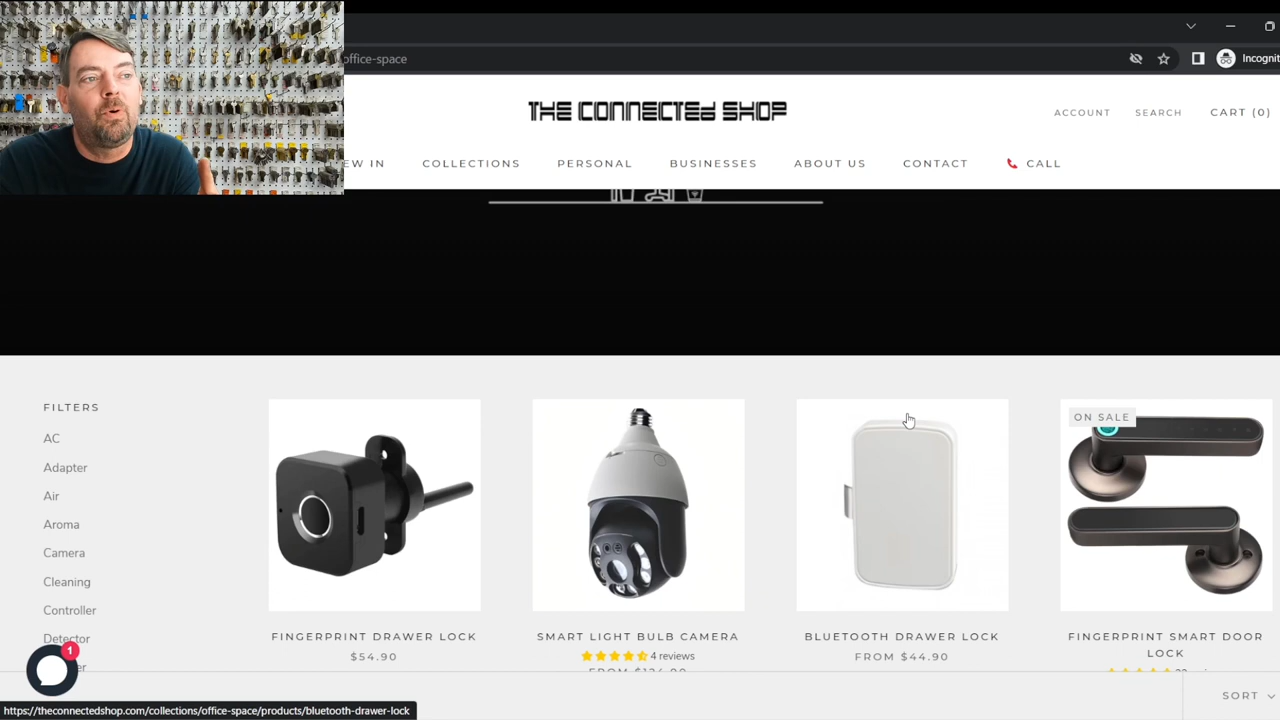 office-space
Incognit
THE CONNECTED SHOP
ACCOUNT
SEARCH
CART (0)
EW IN
COLLECTIONS
PERSONAL
BUSINESSES
ABOUT US
CONTACT
CALL
FILTERS
AC
Adapter
Air
Aroma
Camera
Cleaning
Controller
Detector
ON SALE
FINGERPRINT DRAWER LOCK
$54.90
SMART LIGHT BULB CAMERA
4 reviews
FROM $134.90
BLUETOOTH DRAWER LOCK
FROM $44.90
FINGERPRINT SMART DOOR
LOCK
1
SORT
https://theconnectedshop.com/collections/office-space/products/bluetooth-drawer-lock